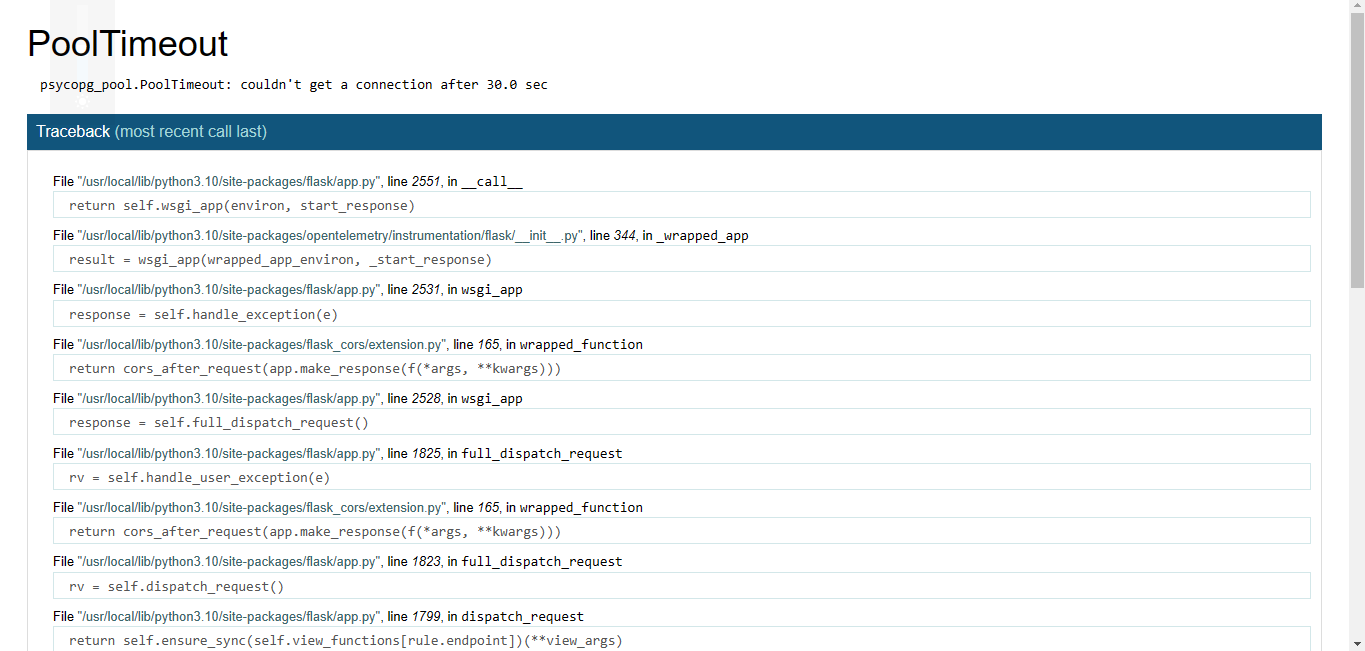 PoolTimeout
psycopg_pool.PoolTimeout: couldn't get a connection after 30.0 sec
Traceback (most recent call last)
File "/usr/local/lib/python3.10/site-packages/flask/app.py", line 2551, in __call__
return self.wsgi_app(environ, start_response)
File "/usr/local/lib/python3.10/site-packages/opentelemetry/instrumentation/flask/__init__.py", line 344, in _wrapped_app
result = wsgi_app(wrapped_app_environ, _start_response)
File "/usr/local/lib/python3.10/site-packages/flask/app.py", line 2531, in wsgi_app
response = self.handle_exception(e)
File "/usr/local/lib/python3.10/site-packages/flask_cors/extension.py", line 165, in wrapped_function
return cors_after_request(app.make_response(f(*args, **kwargs)))
File "/usr/local/lib/python3.10/site-packages/flask/app.py", line 2528, in wsgi_app
response = self.full_dispatch_request()
File "/usr/local/lib/python3.10/site-packages/flask/app.py", line 1825, in full_dispatch_request
rv = self.handle_user_exception(e)
File "/usr/local/lib/python3.10/site-packages/flask_cors/extension.py", line 165, in wrapped_function
return cors_after_request(app.make_response(f(*args, **kwargs)))
File "/usr/local/lib/python3.10/site-packages/flask/app.py", line 1823, in full_dispatch_request
rv = self.dispatch_request()
File "/usr/local/lib/python3.10/site-packages/flask/app.py", line 1799, in dispatch_request
return self.ensure_sync(self.view_functions[rule.endpoint])(**view_args)